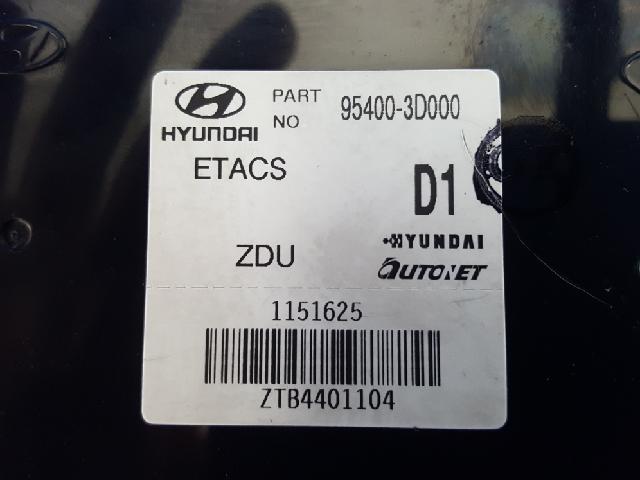 HYUNDAI
PART NO 95400-3D000
ETACS
D1
ZDU
HYUNDAI
AUTONET
1151625
ZTB4401104